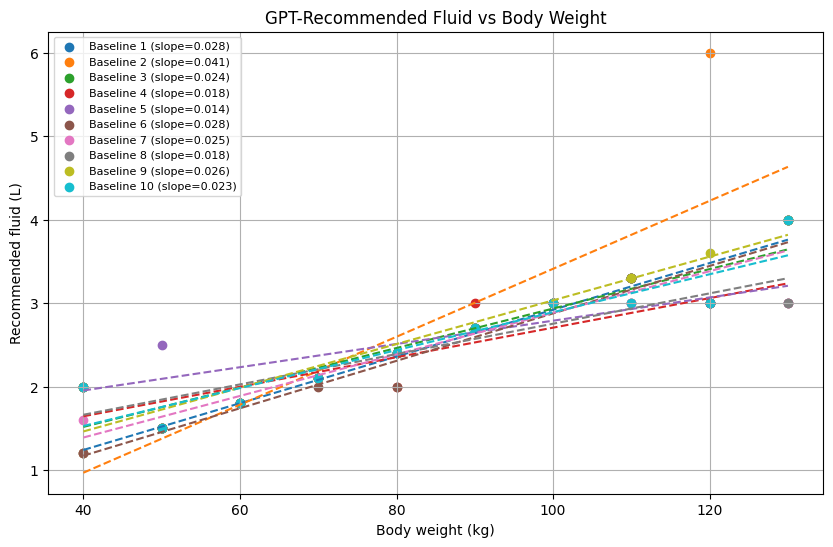 GPT-Recommended Fluid vs Body Weight
Baseline 1 (slope=0.028)
Baseline 2 (slope=0.041)
Baseline 3 (slope=0.024)
Baseline 4 (slope=0.018)
Baseline 5 (slope=0.014)
Baseline 6 (slope=0.028)
Baseline 7 (slope=0.025)
Baseline 8 (slope=0.018)
Baseline 9 (slope=0.026)
Baseline 10 (slope=0.023)
Recommended fluid (L)
6
5
4
3
2
1
40 60 80 100 120
Body weight (kg)